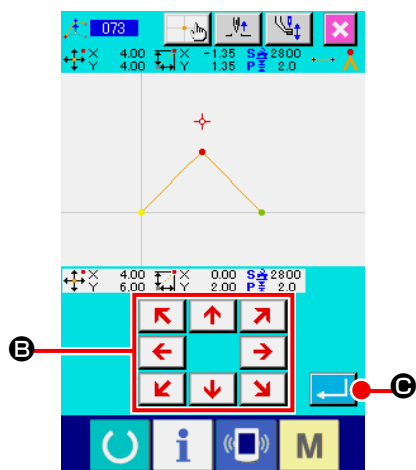 073
X 4.00 X -1.35 S 2800
Y 4.00 Y 1.35 P 2.0
X 4.00 X 0.00 S 2800
Y 6.00 Y 2.00 P 2.0
B
C
i M